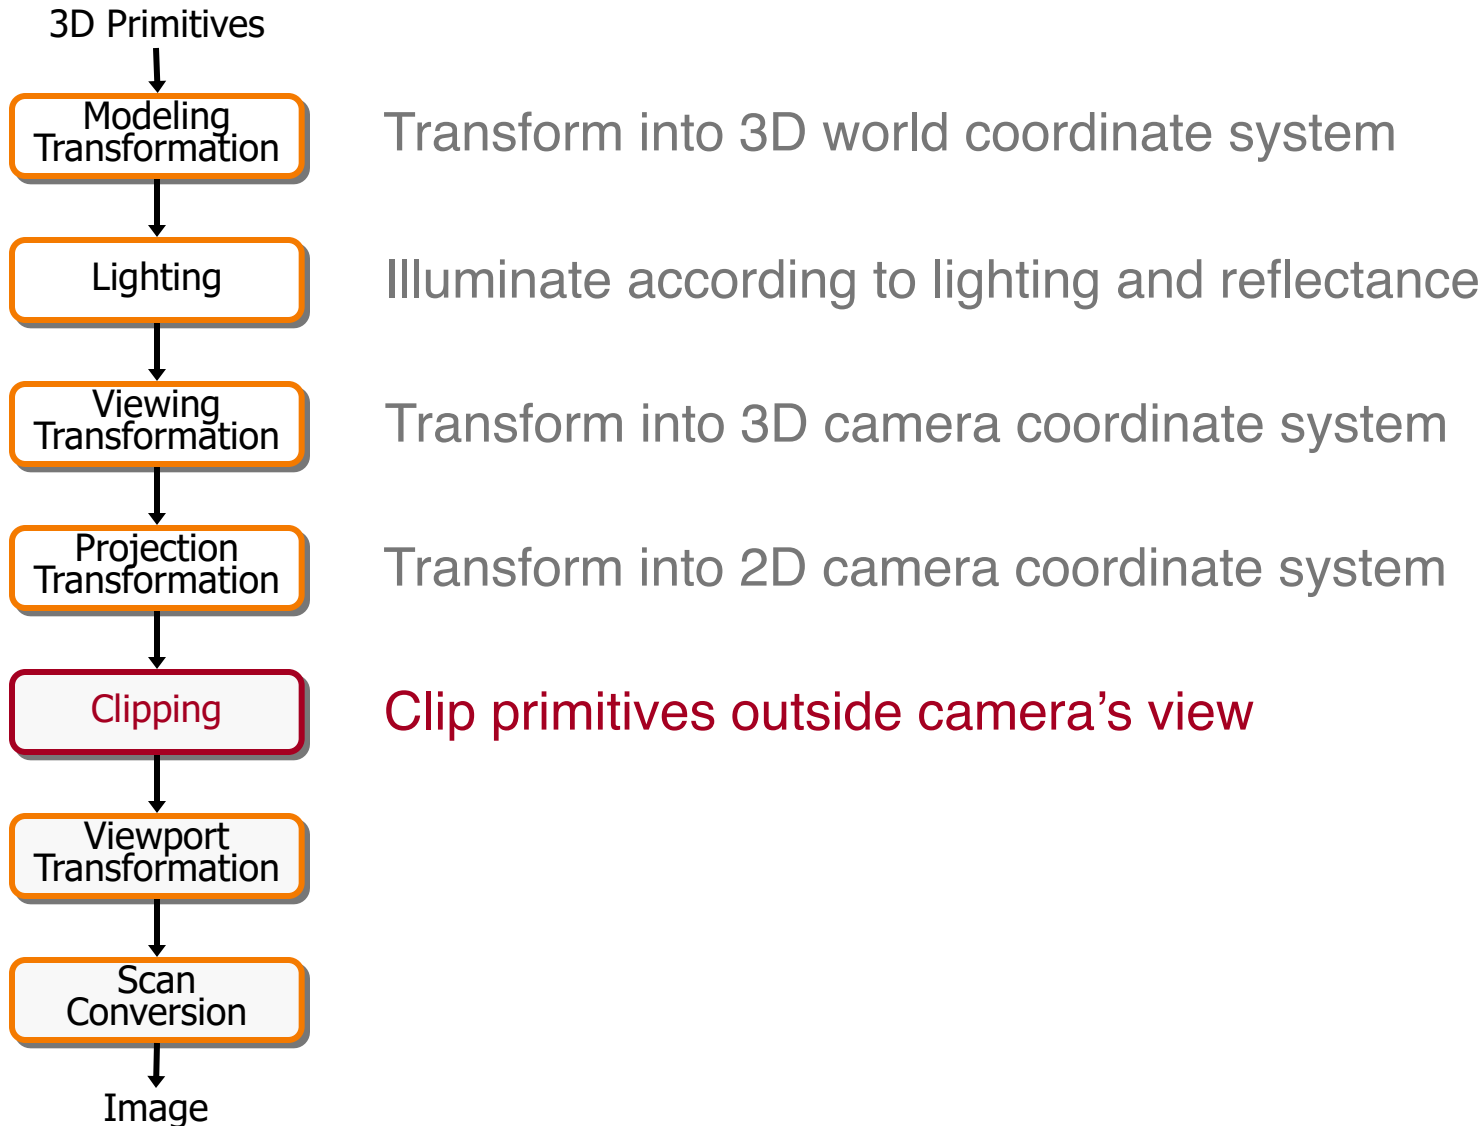 3D Primitives
Modeling
Transformation
Transform into 3D world coordinate system
Lighting
Illuminate according to lighting and reflectance
Viewing
Transformation
Transform into 3D camera coordinate system
Projection
Transformation
Transform into 2D camera coordinate system
Clipping
Clip primitives outside camera’s view
Viewport
Transformation
Scan
Conversion
Image